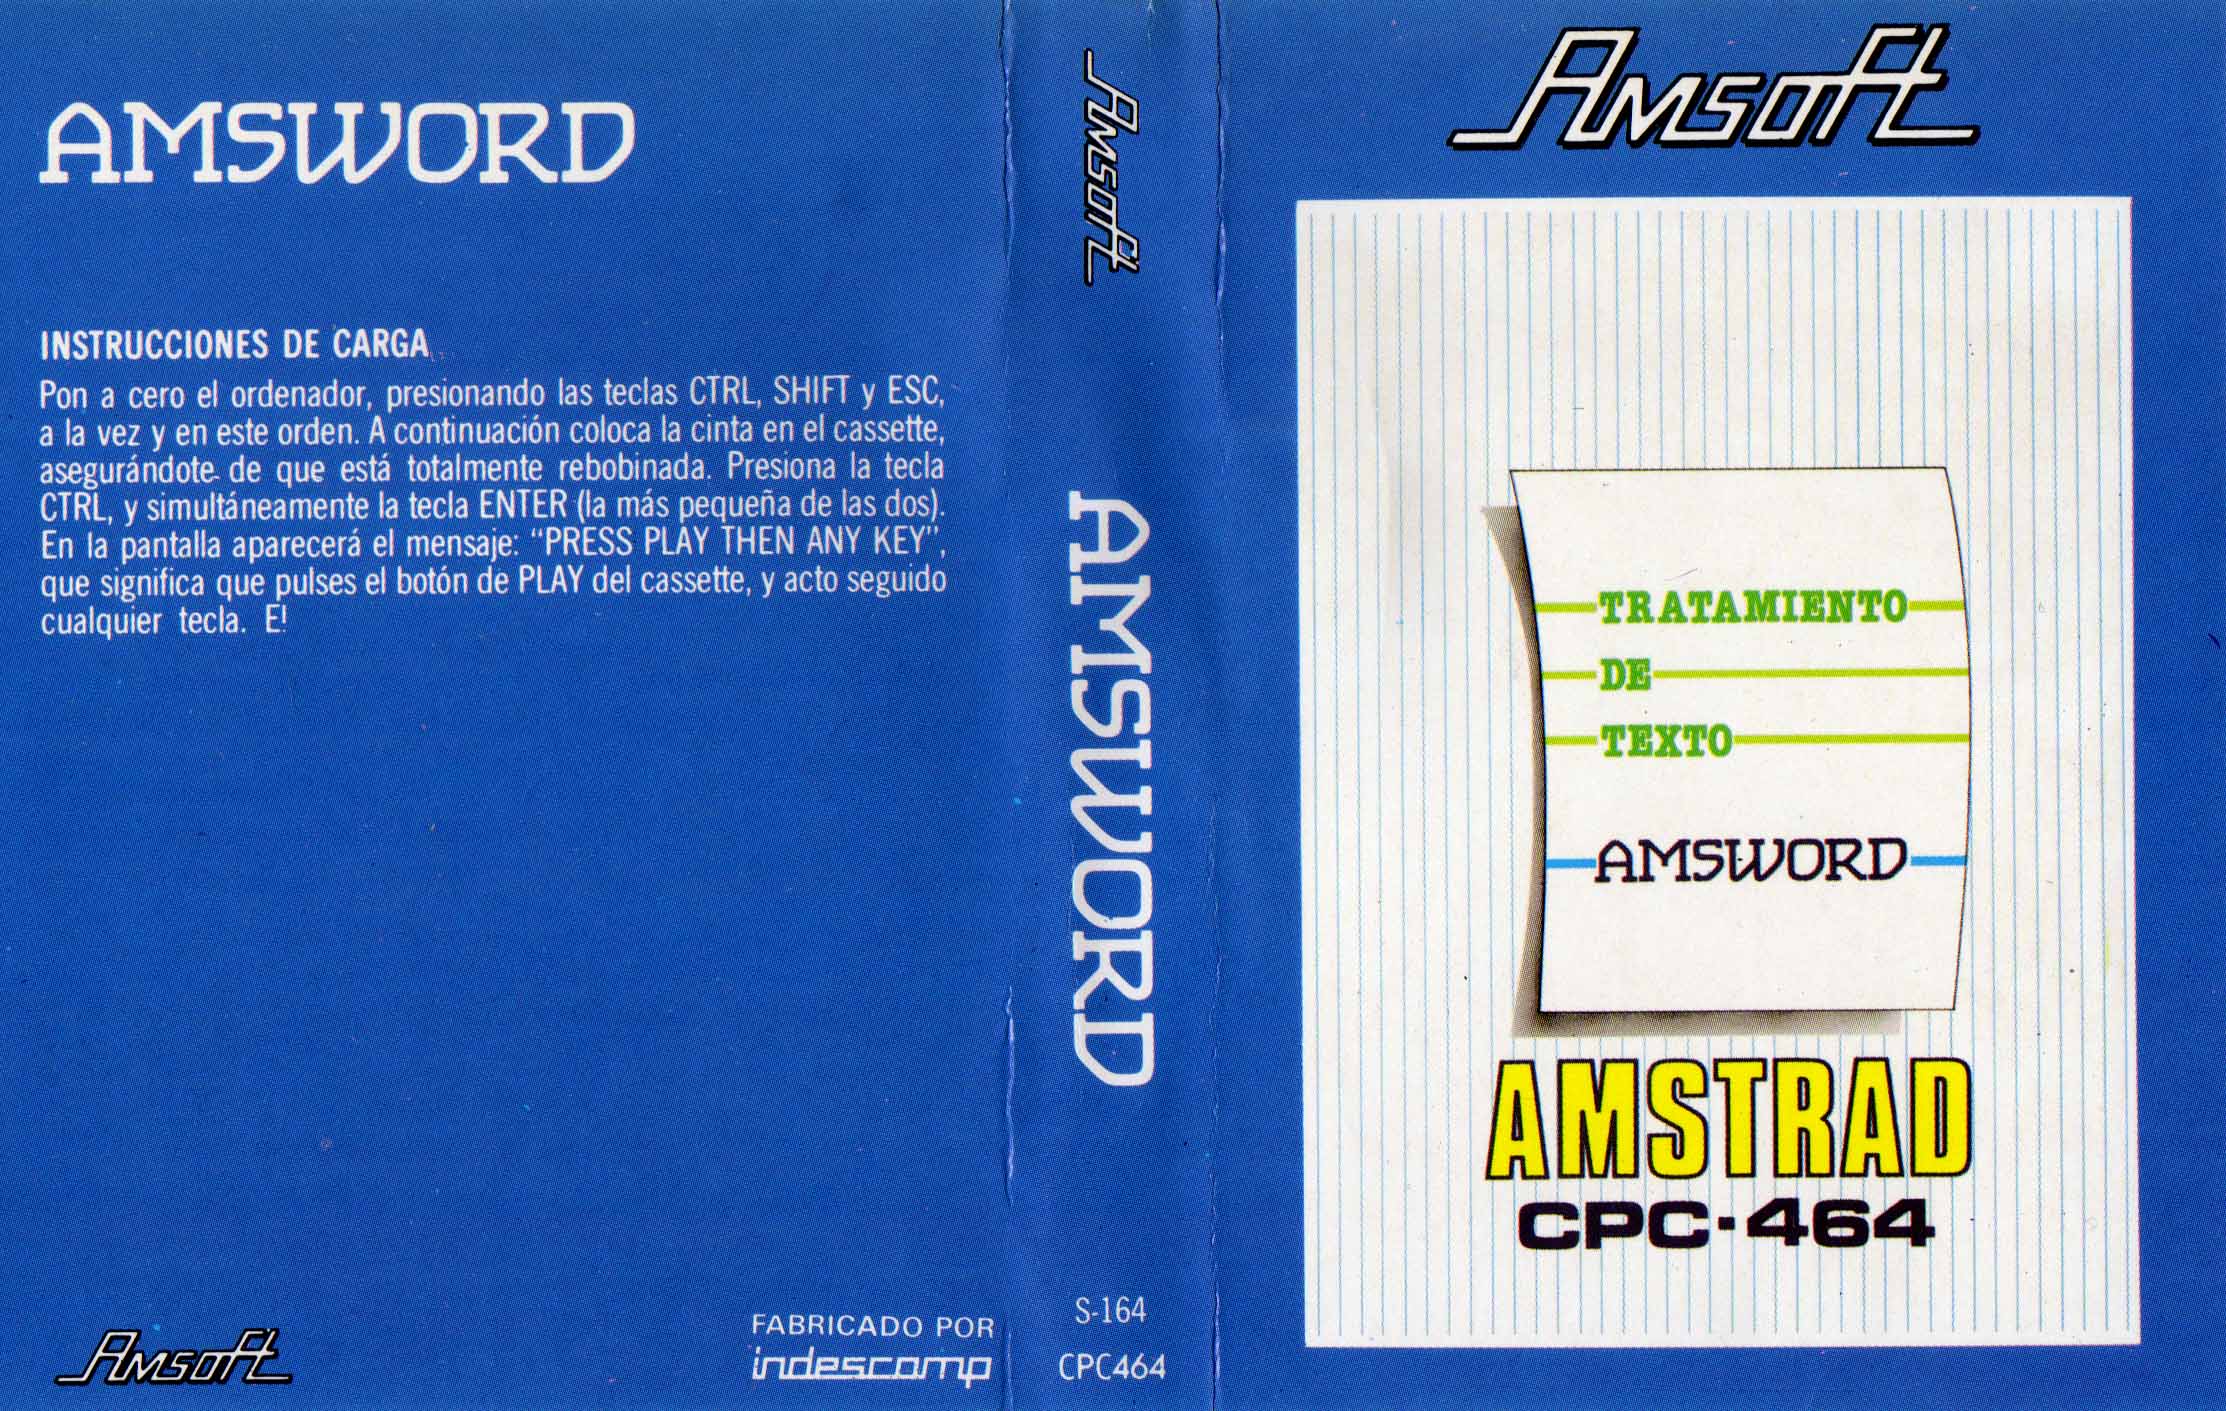 AMSWORD
INSTRUCCIONES DE CARGA
Pon a cero el ordenador, presionando las teclas CTRL, SHIFT y ESC,
a la vez y en este orden. A continuación coloca la cinta en el cassette,
asegurándote de que está totalmente rebobinada. Presiona la tecla
CTRL, y simultáneamente la tecla ENTER (la más pequeña de las dos).
En la pantalla aparecerá el mensaje: “PRESS PLAY THEN ANY KEY”,
que significa que pulses el botón de PLAY del cassette, y acto seguido
cualquier tecla. E!
Amsoft
FABRICADO POR
indescomp
Amsoft
AMSWORD
S-164
CPC464
Amsoft
TRATAMIENTO
DE
TEXTO
AMSWORD
AMSTRAD
CPC-464